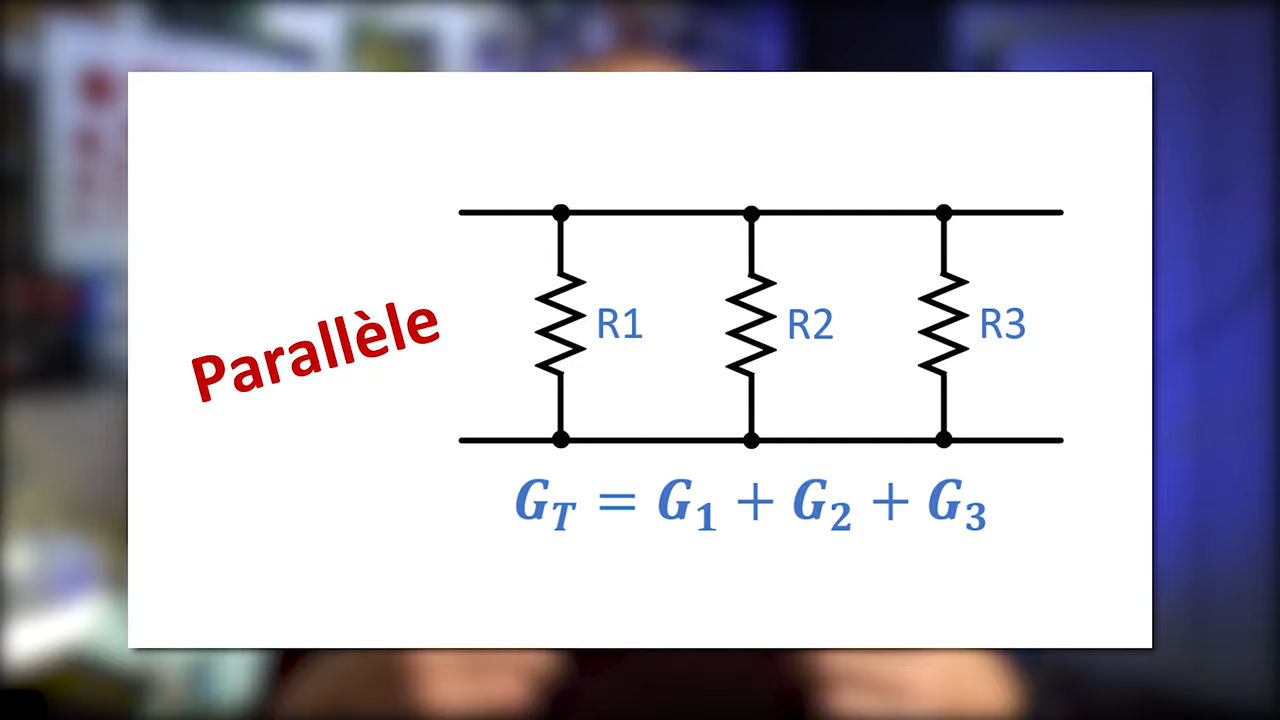 Parallèle
R1 R2 R3
G_T = G_1 + G_2 + G_3